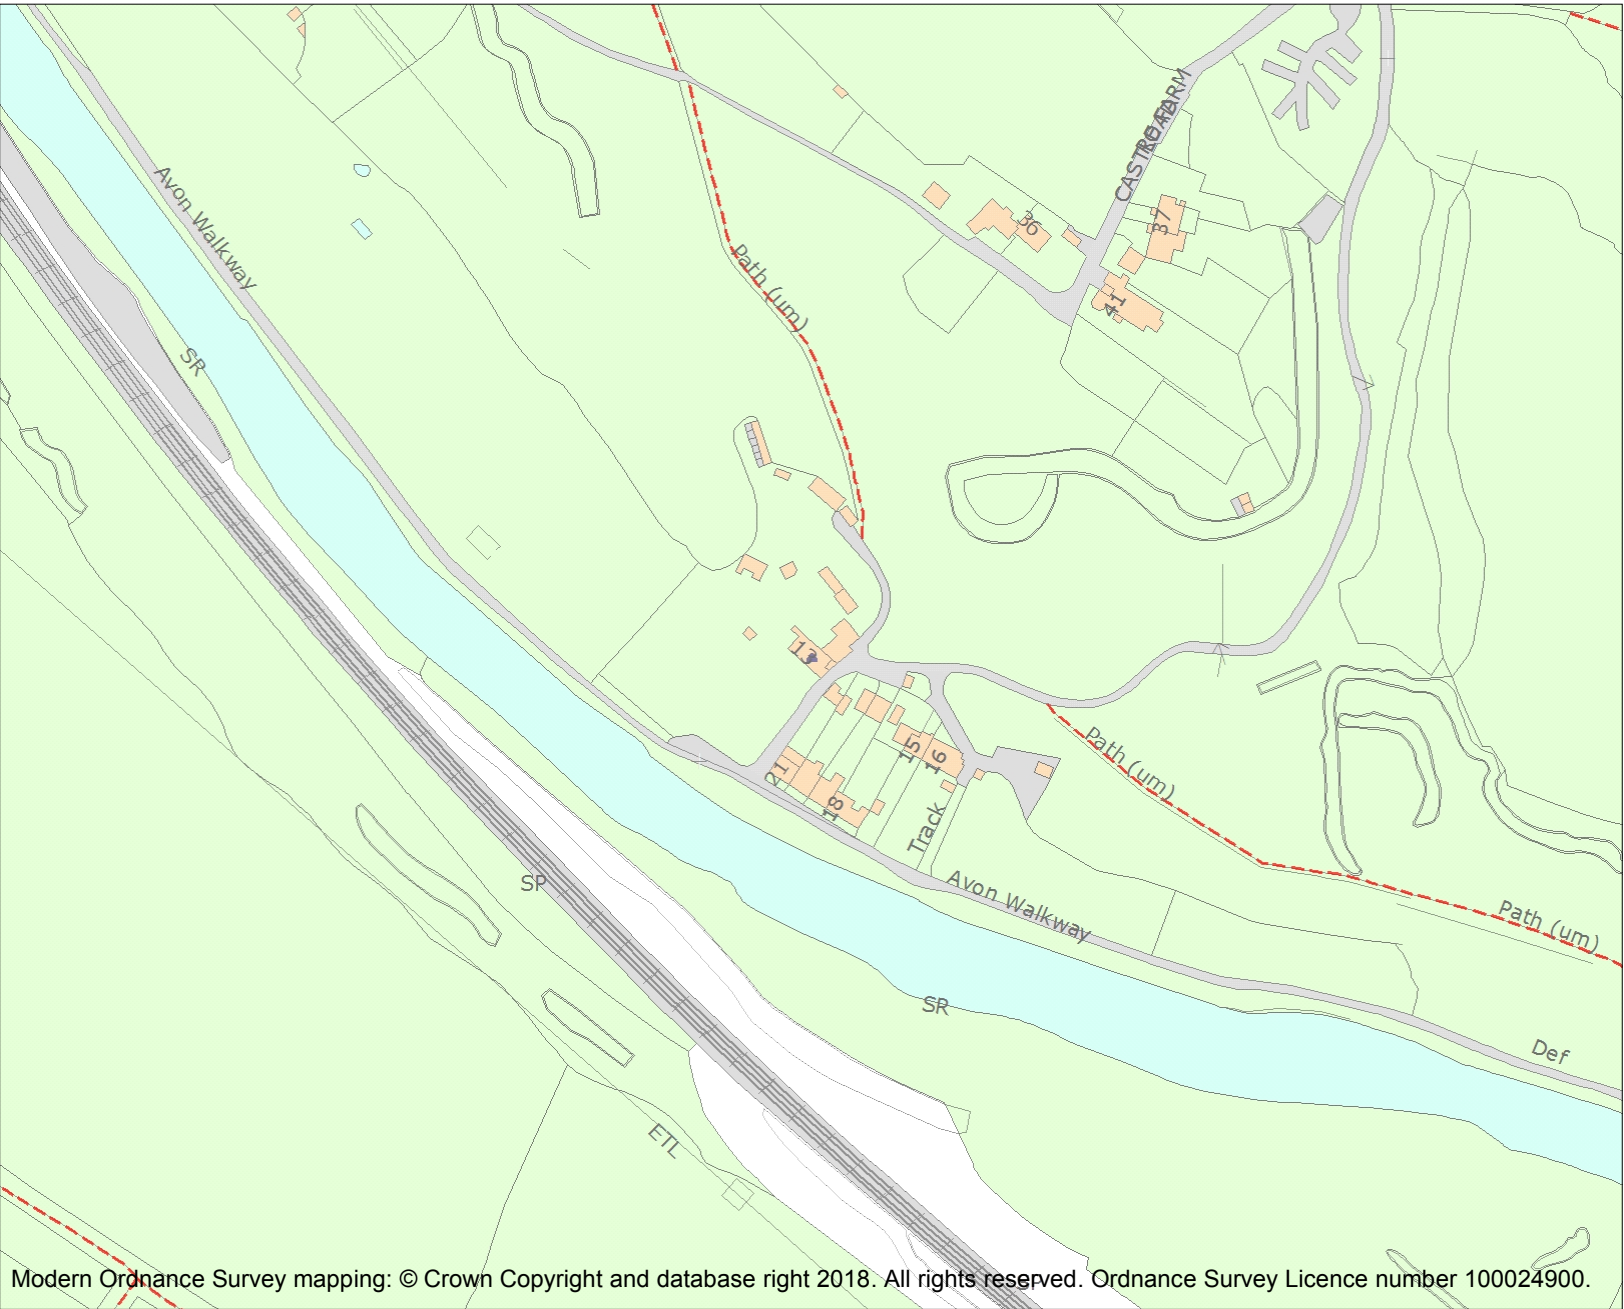 CASTLE FARM
ROAD
Avon Walkway
37
36
Path (um)
41
SR
13
15
16
Path (um)
21
18
Track
SP
Avon Walkway
Path (um)
SR
Def
ETL
Modern Ordnance Survey mapping: © Crown Copyright and database right 2018. All rights reserved. Ordnance Survey Licence number 100024900.